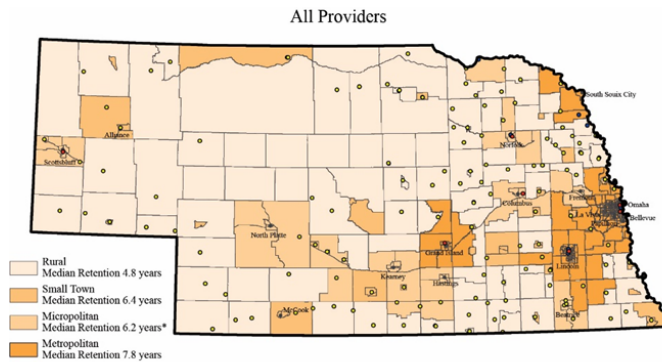 All Providers
South Souix City
Alliance
Scottsbluff
Norfolk
Columbus
Fremont
Omaha
La Vista
Bellevue
North Platte
Grand Island
Lincoln
Kearney
Hastings
McCook
Beatrice
Rural
Median Retention 4.8 years
Small Town
Median Retention 6.4 years
Micropolitan
Median Retention 6.2 years*
Metropolitan
Median Retention 7.8 years